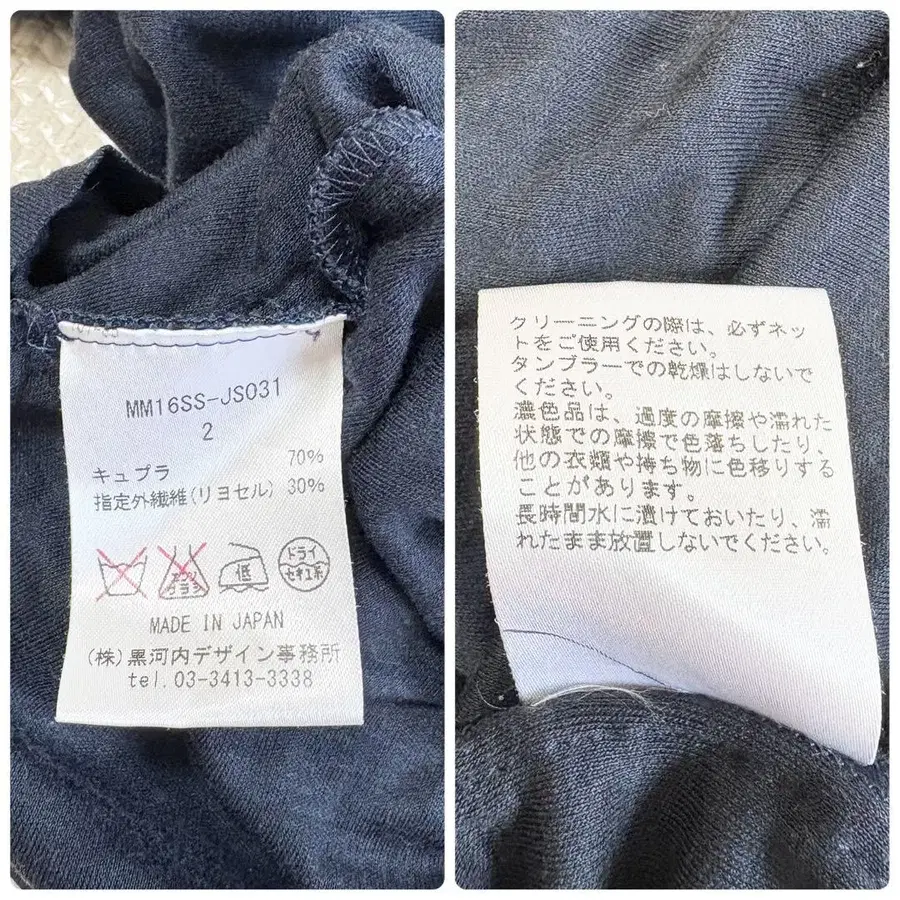 MM16SS-JS031
2
キュプラ 70%
指定外繊維(リヨセル) 30%
エンソ
ブラシ
低
ドライ
セキユ系
MADE IN JAPAN
(株)黒河内デザイン事務所
tel. 03-3413-3338
クリーニングの際は、必ずネッ
トをご使用ください。
タンブラーでの乾燥はしないで
ください。
濃色品は、過度の摩擦や濡れた
状態での摩擦で色落ちしたり、
他の衣類や持ち物に色移りする
ことがあります。
長時間水に漬けておいたり、濡
れたまま放置しないでください。